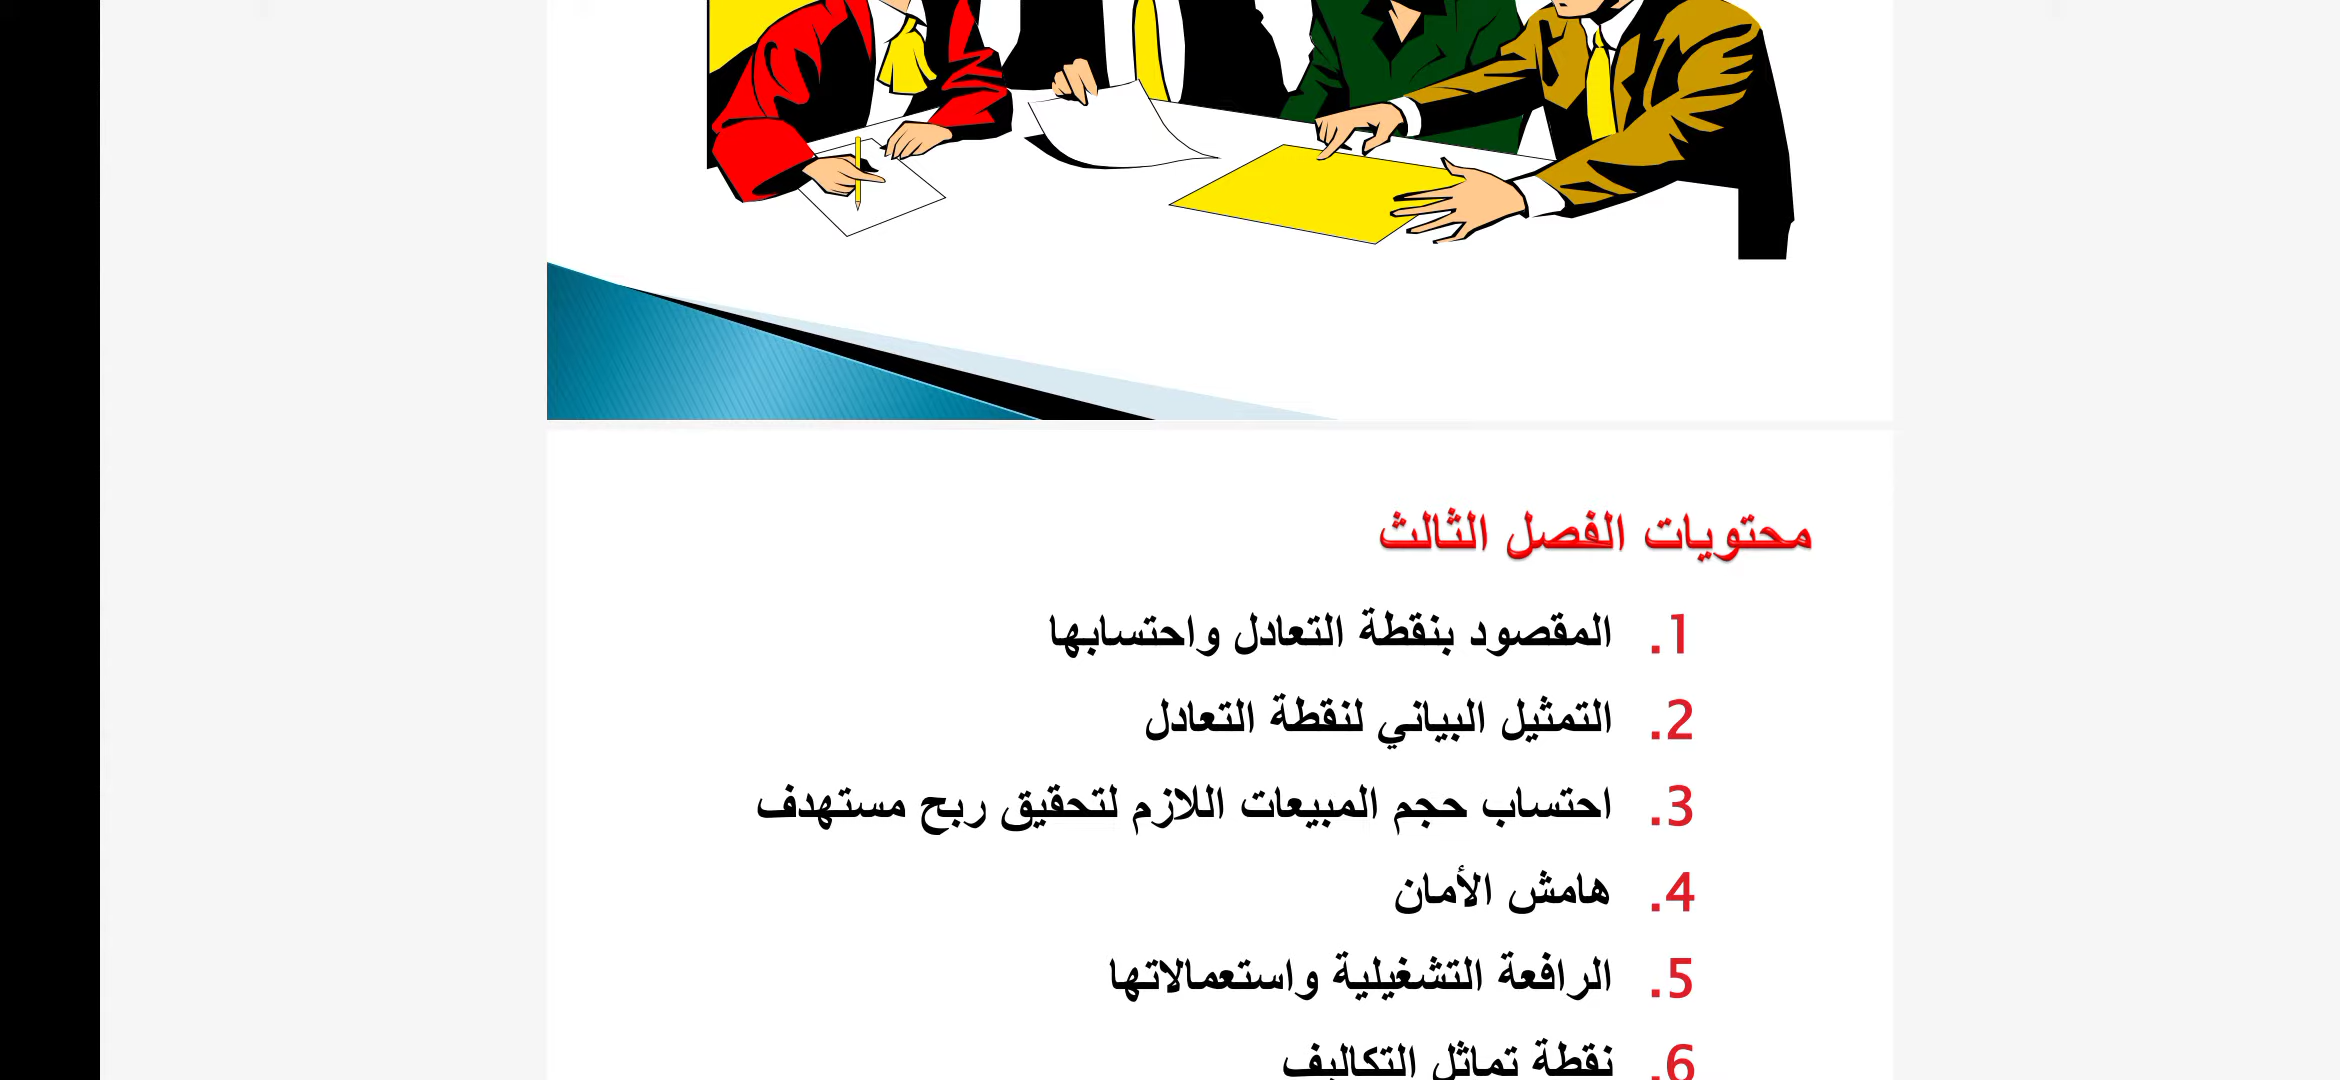 محتويات الفصل الثالث
1. المقصود بنقطة التعادل واحتسابها
2. التمثيل البياني لنقطة التعادل
3. احتساب حجم المبيعات اللازم لتحقيق ربح مستهدف
4. هامش الأمان
5. الرافعة التشغيلية واستعمالاتها
6. نقطة تماثل التكاليف